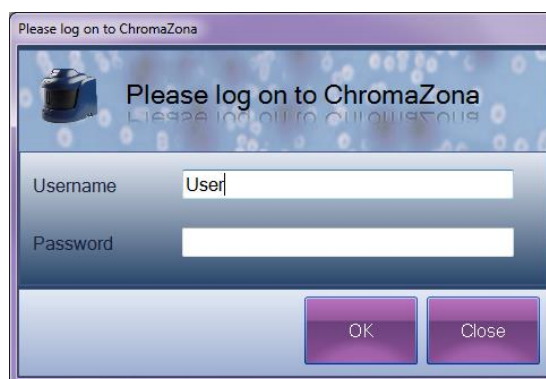 Please log on to ChromaZona
Please log on to ChromaZona
Username User
Password
OK Close